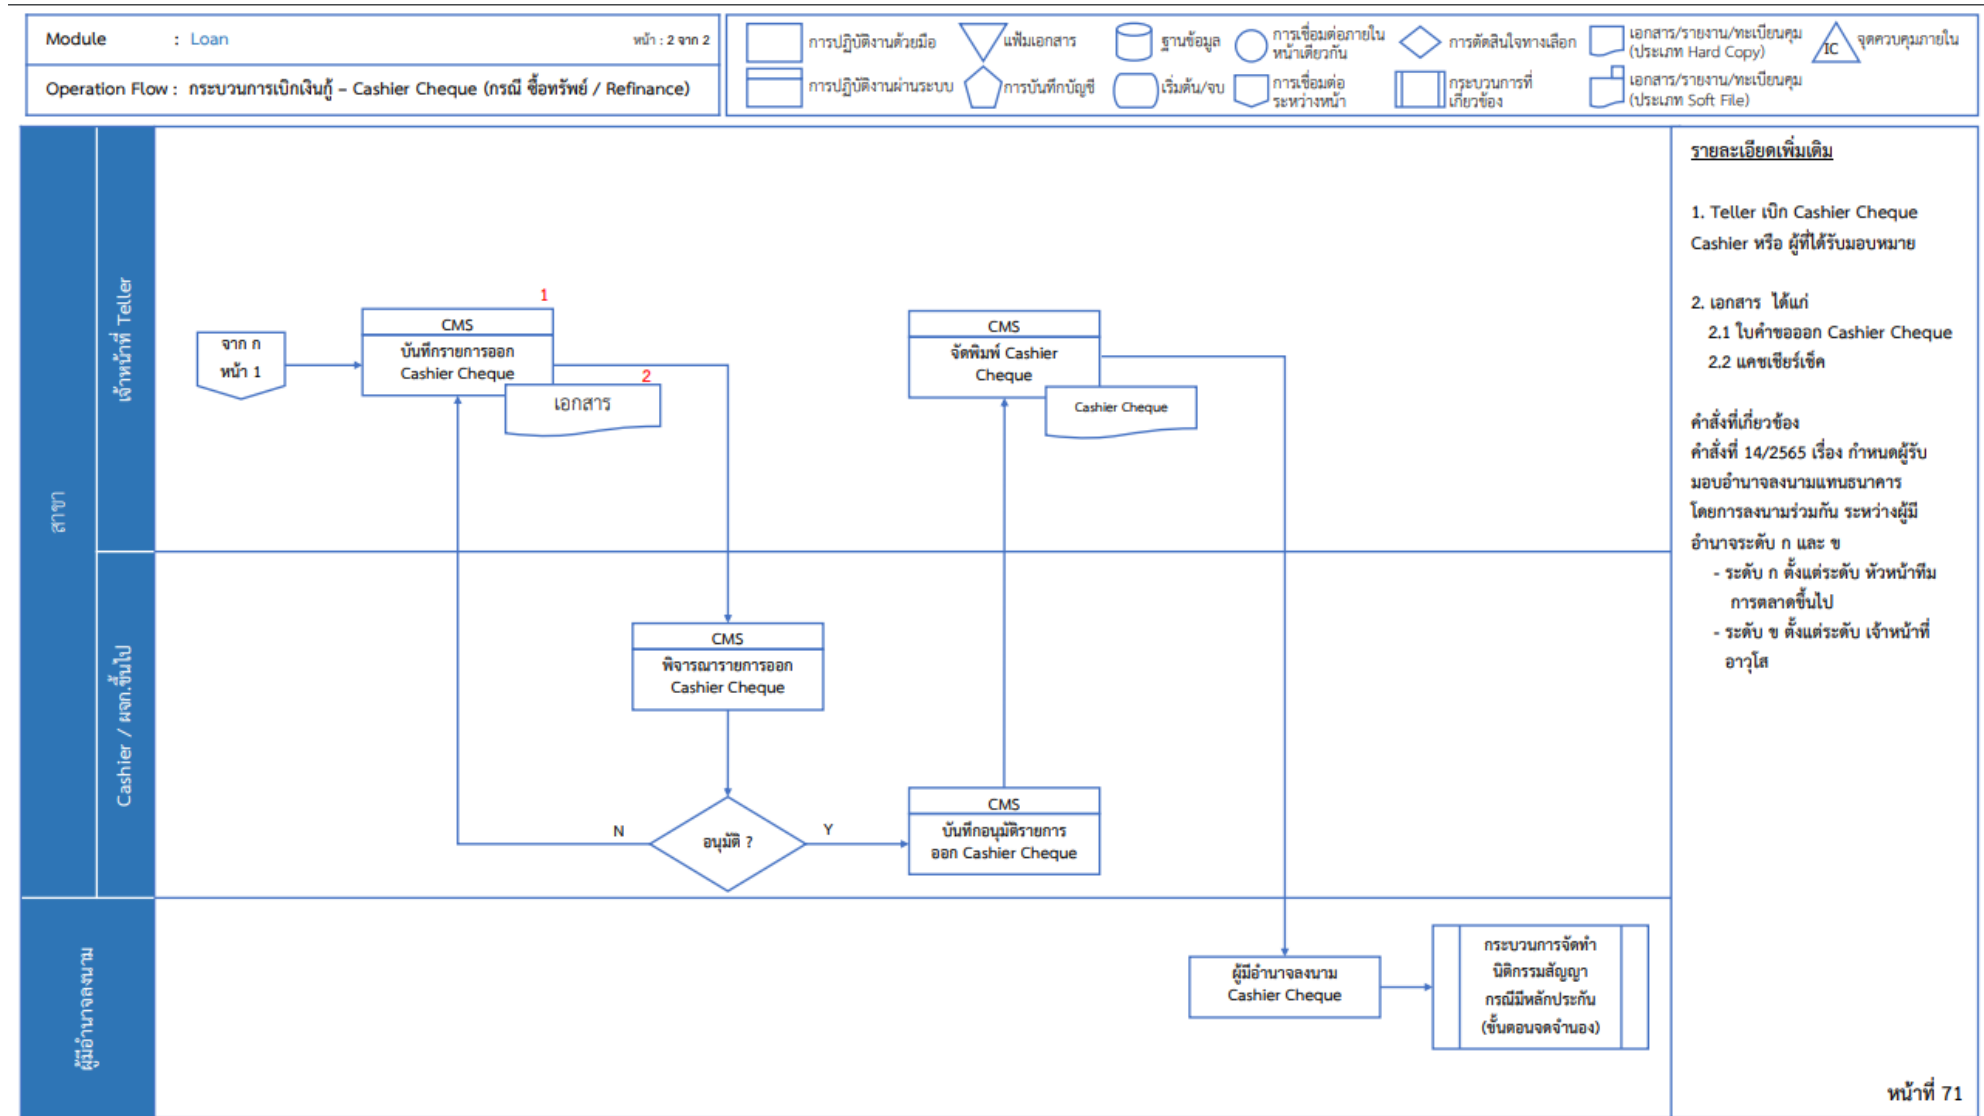 Module : Loan
หน้า : 2 จาก 2
Operation Flow : กระบวนการเบิกเงินกู้ – Cashier Cheque (กรณี ซื้อทรัพย์ / Refinance)
การปฏิบัติงานด้วยมือ
แฟ้มเอกสาร
ฐานข้อมูล
การเชื่อมต่อภายใน
หน้าเดียวกัน
การตัดสินใจทางเลือก
เอกสาร/รายงาน/ทะเบียนคุม
(ประเภท Hard Copy)
IC
จุดควบคุมภายใน
การปฏิบัติงานผ่านระบบ
การบันทึกบัญชี
เริ่มต้น/จบ
การเชื่อมต่อ
ระหว่างหน้า
กระบวนการที่
เกี่ยวข้อง
เอกสาร/รายงาน/ทะเบียนคุม
(ประเภท Soft File)
สาขา
เจ้าหน้าที่ Teller
จาก ก
หน้า 1
1
CMS
บันทึกรายการออก
Cashier Cheque
2
เอกสาร
CMS
จัดพิมพ์ Cashier
Cheque
Cashier Cheque
Cashier / ผจก.ขึ้นไป
CMS
พิจารณารายการออก
Cashier Cheque
อนุมัติ ?
N
Y
CMS
บันทึกอนุมัติรายการ
ออก Cashier Cheque
ผู้มีอำนาจลงนาม
ผู้มีอำนาจลงนาม
Cashier Cheque
กระบวนการจัดทำ
นิติกรรมสัญญา
กรณีมีหลักประกัน
(ขั้นตอนจดจำนอง)
รายละเอียดเพิ่มเติม
1. Teller เบิก Cashier Cheque
Cashier หรือ ผู้ที่ได้รับมอบหมาย
2. เอกสาร ได้แก่
2.1 ใบคำขอออก Cashier Cheque
2.2 แคชเชียร์เช็ค
คำสั่งที่เกี่ยวข้อง
คำสั่งที่ 14/2565 เรื่อง กำหนดผู้รับ
มอบอำนาจลงนามแทนธนาคาร
โดยการลงนามร่วมกัน ระหว่างผู้มี
อำนาจระดับ ก และ ข
- ระดับ ก ตั้งแต่ระดับ หัวหน้าทีม
การตลาดขึ้นไป
- ระดับ ข ตั้งแต่ระดับ เจ้าหน้าที่
อาวุโส
หน้าที่ 71